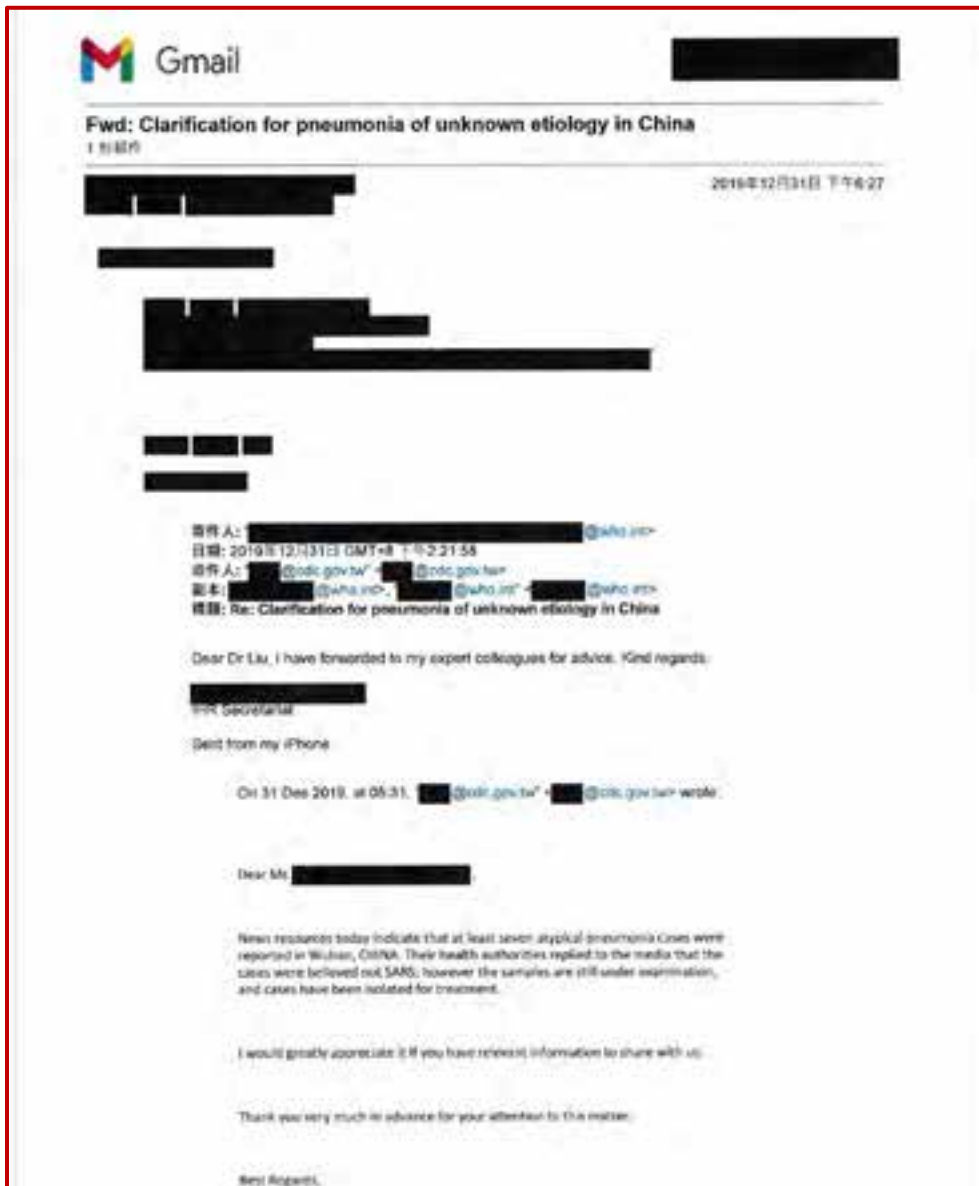 Gmail
Fwd: Clarification for pneumonia of unknown etiology in China
1 封郵件
2019年12月31日 下午6:27
寄件人: " @who.int>
日期: 2019年12月31日 GMT+8 下午2:21:58
收件人: " @cdc.gov.tw" < @cdc.gov.tw>
副本: @who.int>, " @who.int" < @who.int>
標題: Re: Clarification for pneumonia of unknown etiology in China
Dear Dr Liu, I have forwarded to my expert colleagues for advice. Kind regards,
IHR Secretariat
Sent from my iPhone
On 31 Dec 2019, at 05:31, " @cdc.gov.tw" < @cdc.gov.tw> wrote:
Dear Ms.
News resources today indicate that at least seven atypical pneumonia cases were
reported in Wuhan, CHINA. Their health authorities replied to the media that the
cases were believed not SARS; however the samples are still under examination,
and cases have been isolated for treatment.
I would greatly appreciate it if you have relevant information to share with us.
Thank you very much in advance for your attention to this matter.
Best Regards,